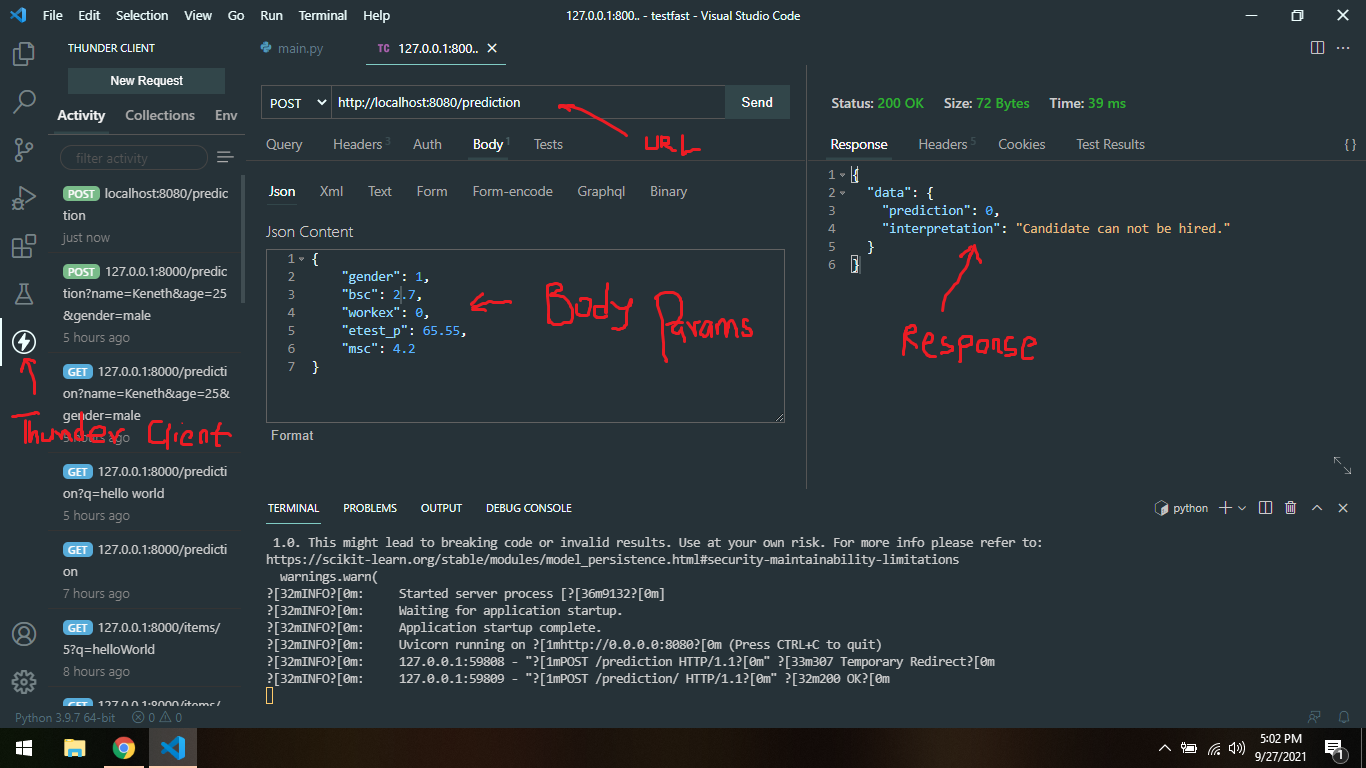 File Edit Selection View Go Run Terminal Help
127.0.0.1:800.. - testfast - Visual Studio Code
THUNDER CLIENT
New Request
Activity Collections Env
filter activity
POST localhost:8080/predic
tion
just now
POST 127.0.0.1:8000/predic
tion?name=Keneth&age=25
&gender=male
5 hours ago
GET 127.0.0.1:8000/predicti
on?name=Keneth&age=25&
gender=male
5 hours ago
Thunder Client
GET 127.0.0.1:8000/predicti
on?q=hello world
5 hours ago
GET 127.0.0.1:8000/predicti
on
7 hours ago
GET 127.0.0.1:8000/items/
5?q=helloWorld
8 hours ago
GET 127.0.0.1:8000/items/
main.py
TC 127.0.0.1:800..
POST http://localhost:8080/prediction Send
URL
Query Headers 3 Auth Body 1 Tests
Json Xml Text Form Form-encode Graphql Binary
Json Content
1 {
2 "gender": 1,
3 "bsc": 2.7,
4 "workex": 0,
5 "etest_p": 65.55,
6 "msc": 4.2
7 }
Body Params
Format
Status: 200 OK Size: 72 Bytes Time: 39 ms
Response Headers 5 Cookies Test Results { }
1 {
2 "data": {
3 "prediction": 0,
4 "interpretation": "Candidate can not be hired."
5 }
6 }
Response
TERMINAL PROBLEMS OUTPUT DEBUG CONSOLE
python
1.0. This might lead to breaking code or invalid results. Use at your own risk. For more info please refer to:
https://scikit-learn.org/stable/modules/model_persistence.html#security-maintainability-limitations
warnings.warn(
?[32mINFO?[0m: Started server process [?[36m9132?[0m]
?[32mINFO?[0m: Waiting for application startup.
?[32mINFO?[0m: Application startup complete.
?[32mINFO?[0m: Uvicorn running on ?[1mhttp://0.0.0.0:8080?[0m (Press CTRL+C to quit)
?[32mINFO?[0m: 127.0.0.1:59808 - "?[1mPOST /prediction HTTP/1.1?[0m" ?[33m307 Temporary Redirect?[0m
?[32mINFO?[0m: 127.0.0.1:59809 - "?[1mPOST /prediction/ HTTP/1.1?[0m" ?[32m200 OK?[0m
Python 3.9.7 64-bit 0 0
5:02 PM
9/27/2021
1